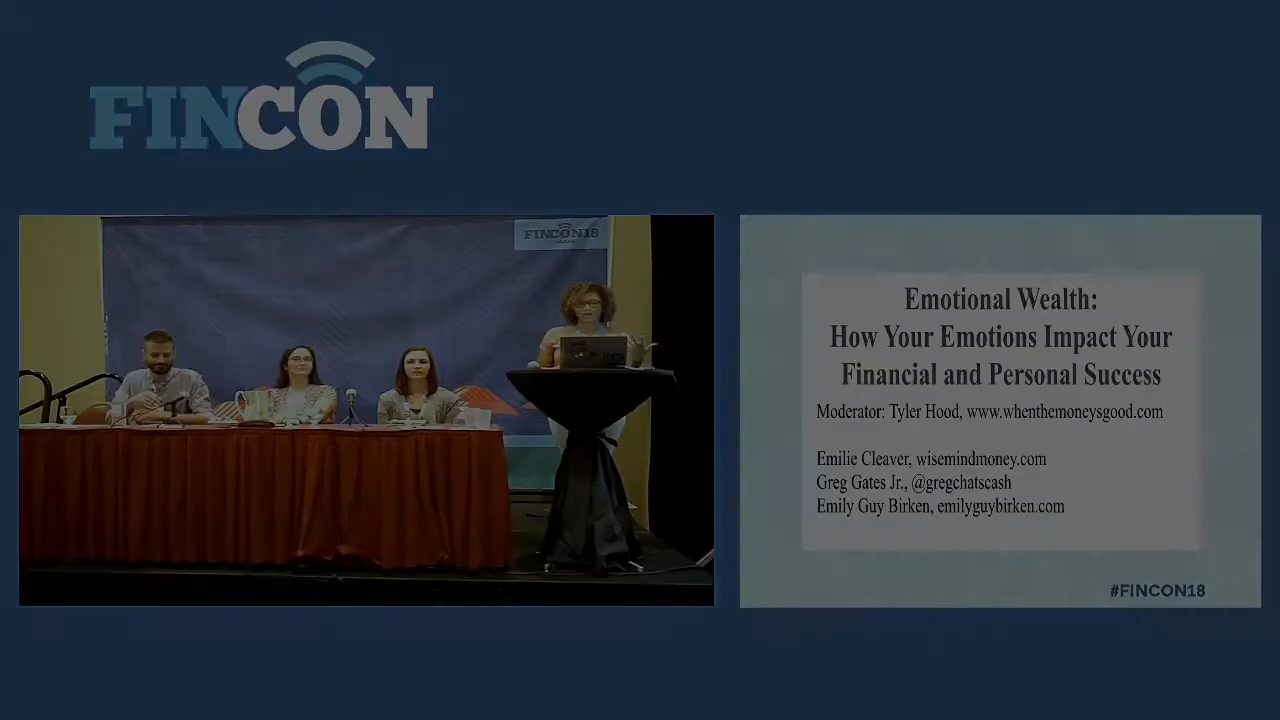 FINCON
FINCON18
Emotional Wealth:
How Your Emotions Impact Your
Financial and Personal Success
Moderator: Tyler Hood, www.whenthemoneysgood.com
Emilie Cleaver, wisemindmoney.com
Greg Gates Jr., @gregchatscash
Emily Guy Birken, emilyguybirken.com
#FINCON18